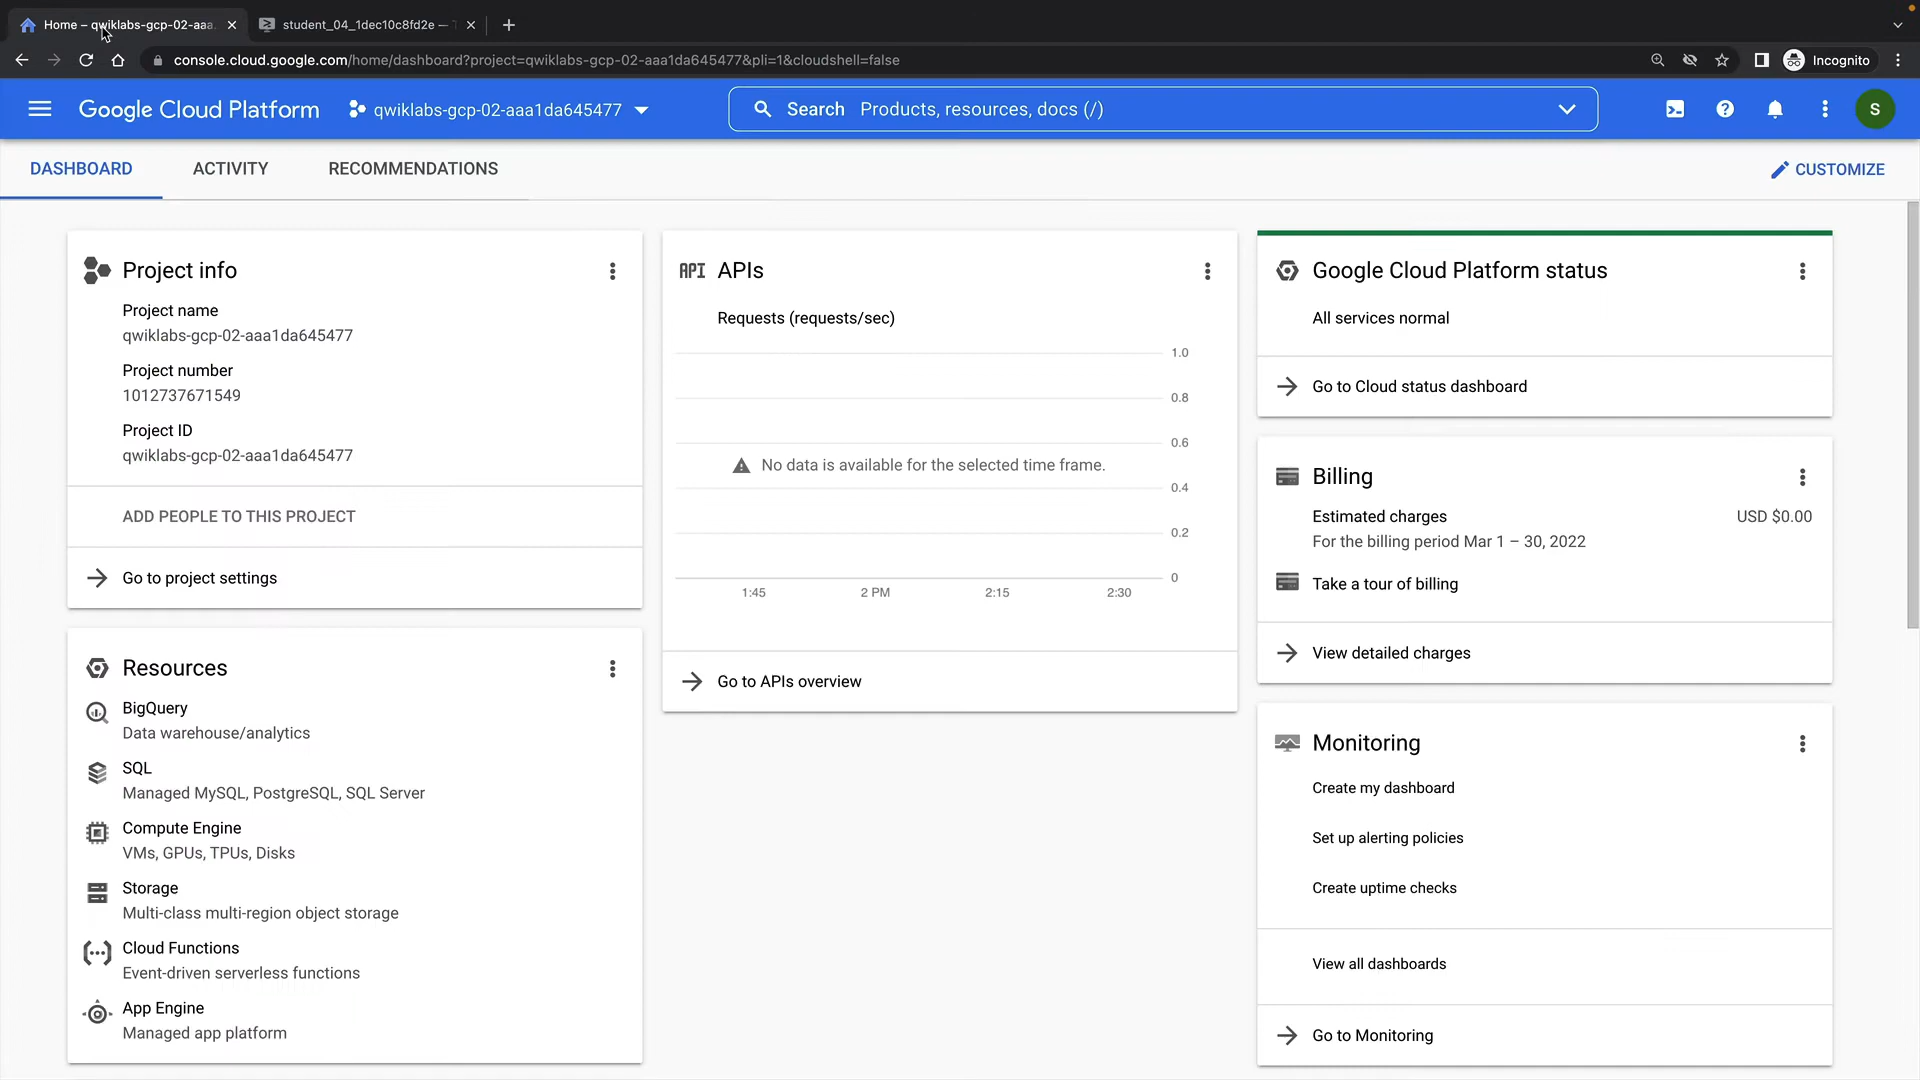 Home – qwiklabs-gcp-02-aaa
student_04_1dec10c8fd2e –
console.cloud.google.com/home/dashboard?project=qwiklabs-gcp-02-aaa1da645477&pli=1&cloudshell=false
Incognito
Google Cloud Platform
qwiklabs-gcp-02-aaa1da645477
Search Products, resources, docs (/)
S
DASHBOARD
ACTIVITY
RECOMMENDATIONS
CUSTOMIZE
Project info
Project name
qwiklabs-gcp-02-aaa1da645477
Project number
1012737671549
Project ID
qwiklabs-gcp-02-aaa1da645477
ADD PEOPLE TO THIS PROJECT
Go to project settings
Resources
BigQuery
Data warehouse/analytics
SQL
Managed MySQL, PostgreSQL, SQL Server
Compute Engine
VMs, GPUs, TPUs, Disks
Storage
Multi-class multi-region object storage
Cloud Functions
Event-driven serverless functions
App Engine
Managed app platform
API APIs
Requests (requests/sec)
1.0
0.8
0.6
No data is available for the selected time frame.
0.4
0.2
0
1:45
2 PM
2:15
2:30
Go to APIs overview
Google Cloud Platform status
All services normal
Go to Cloud status dashboard
Billing
Estimated charges
USD $0.00
For the billing period Mar 1 – 30, 2022
Take a tour of billing
View detailed charges
Monitoring
Create my dashboard
Set up alerting policies
Create uptime checks
View all dashboards
Go to Monitoring